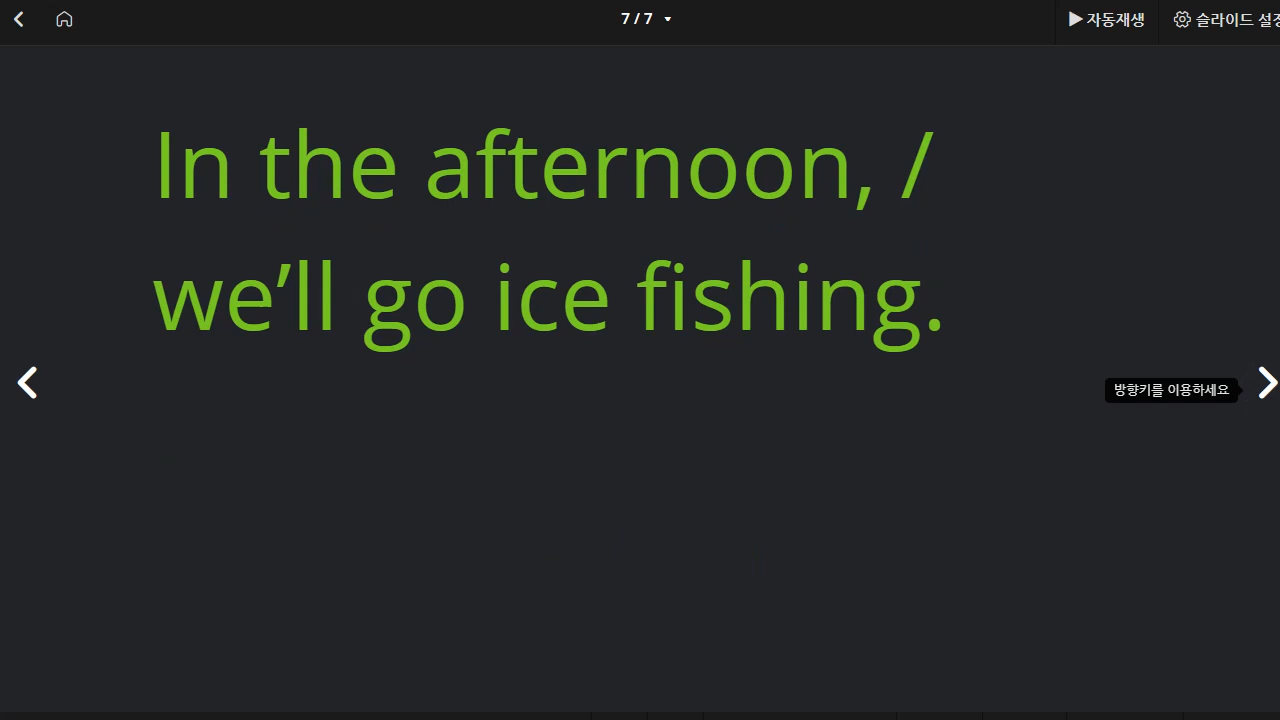 7 / 7
자동재생
슬라이드 설정
In the afternoon, /
we’ll go ice fishing.
방향키를 이용하세요